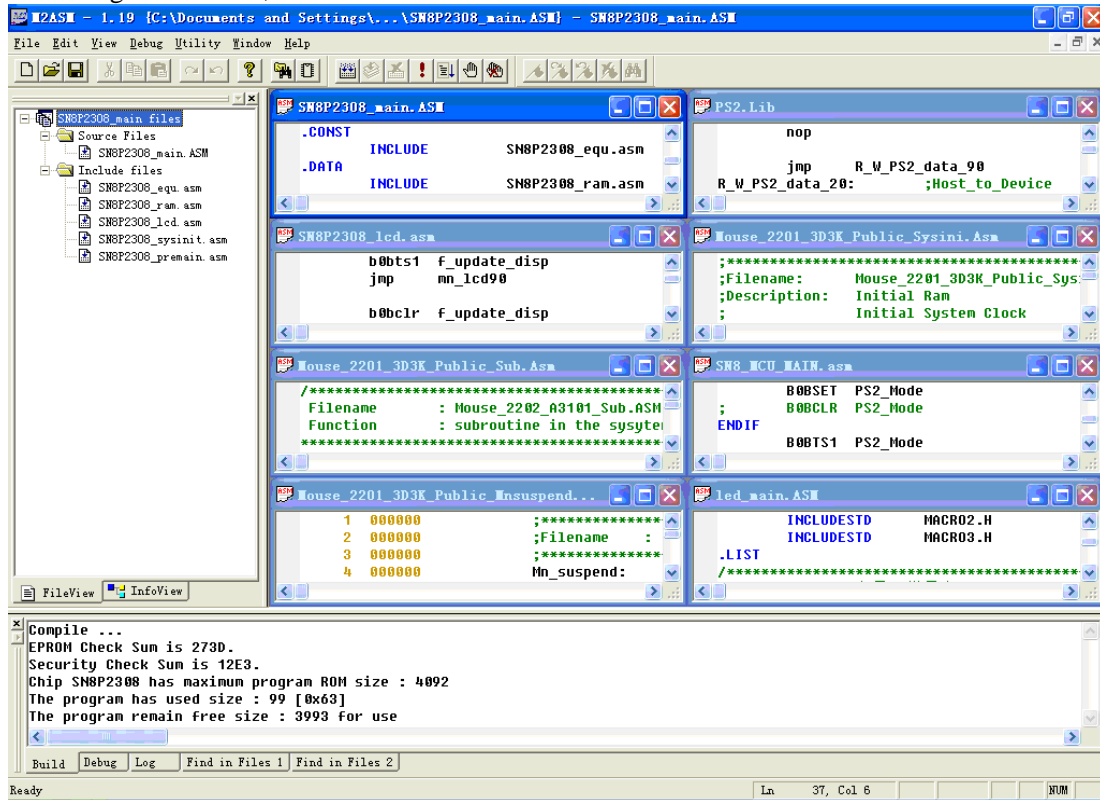 M2ASM - 1.19 {C:\Documents and Settings\...\SN8P2308_main.ASM} - SN8P2308_main.ASM
File Edit View Debug Utility Window Help
SN8P2308_main files
Source Files
SN8P2308_main.ASM
Include files
SN8P2308_equ.asm
SN8P2308_ram.asm
SN8P2308_lcd.asm
SN8P2308_sysinit.asm
SN8P2308_premain.asm
FileView InfoView
SN8P2308_main.ASM
.CONST
INCLUDE SN8P2308_equ.asm
.DATA
INCLUDE SN8P2308_ram.asm
PS2.Lib
nop
jmp R_W_PS2_data_90
R_W_PS2_data_20: ;Host_to_Device
SN8P2308_lcd.asm
b0bts1 f_update_disp
jmp mn_lcd90
b0bclr f_update_disp
Mouse_2201_3D3K_Public_Sysini.Asm
;**************************************
;Filename: Mouse_2201_3D3K_Public_Sys
;Description: Initial Ram
; Initial System Clock
Mouse_2201_3D3K_Public_Sub.Asm
/**************************************
Filename : Mouse_2202_A3101_Sub.ASM
Function : subroutine in the sysyte
***************************************
SN8_MCU_MAIN.asm
B0BSET PS2_Mode
; B0BCLR PS2_Mode
ENDIF
B0BTS1 PS2_Mode
Mouse_2201_3D3K_Public_Mnsuspend...
1 000000 ;**************
2 000000 ;Filename :
3 000000 ;**************
4 000000 Mn_suspend:
led_main.ASM
INCLUDESTD MACRO2.H
INCLUDESTD MACRO3.H
.LIST
/**************************************
Compile ...
EPROM Check Sum is 273D.
Security Check Sum is 12E3.
Chip SN8P2308 has maximum program ROM size : 4092
The program has used size : 99 [0x63]
The program remain free size : 3993 for use
Build Debug Log Find in Files 1 Find in Files 2
Ready Ln 37, Col 6 NUM